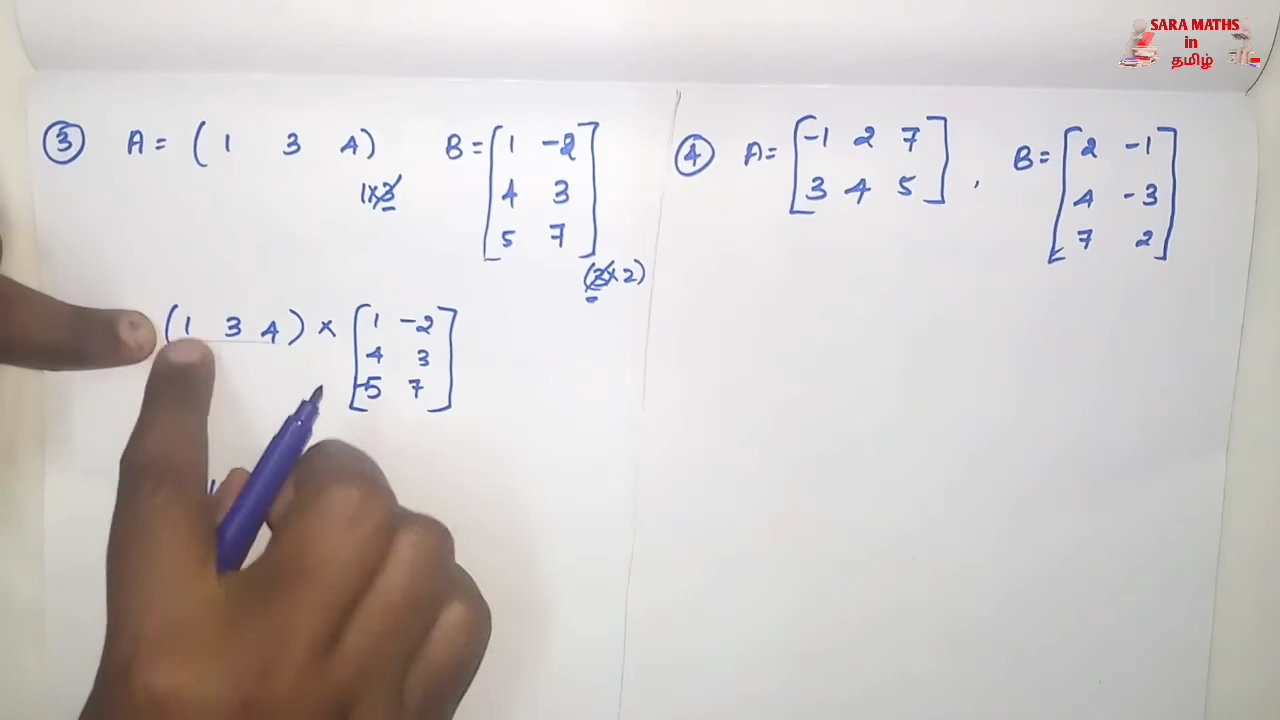 SARA MATHS
in
தமிழ்
③ A = ( 1 3 4 ) B = [ 1 -2
1×3
4 3
5 7 ]
(3×2)
( 1 3 4 ) × [ 1 -2
4 3
5 7 ]
④ A = [ -1 2 7
3 4 5 ] , B = [ 2 -1
4 -3
7 2 ]